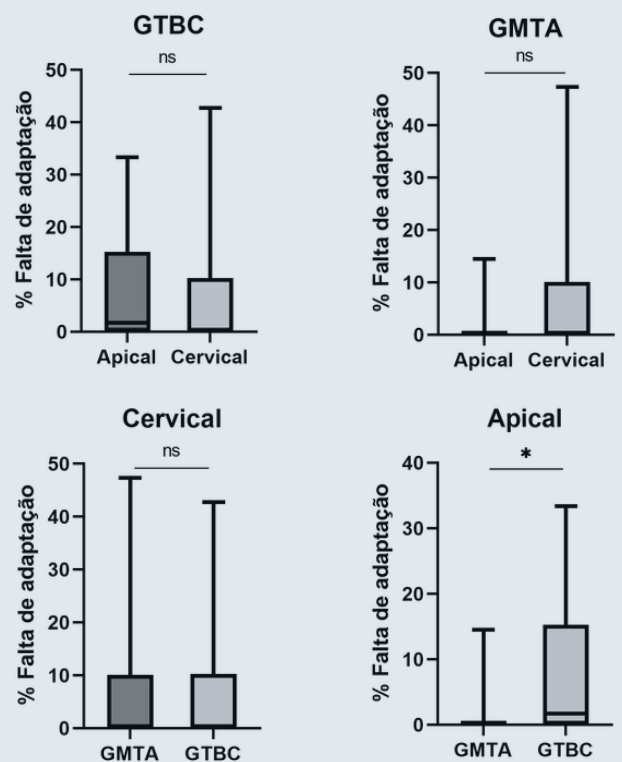 GTBC
ns
% Falta de adaptação
50
40
30
20
10
0
Apical
Cervical
GMTA
ns
% Falta de adaptação
50
40
30
20
10
0
Apical
Cervical
Cervical
ns
% Falta de adaptação
50
40
30
20
10
0
GMTA
GTBC
Apical
*
% Falta de adaptação
40
30
20
10
0
GMTA
GTBC